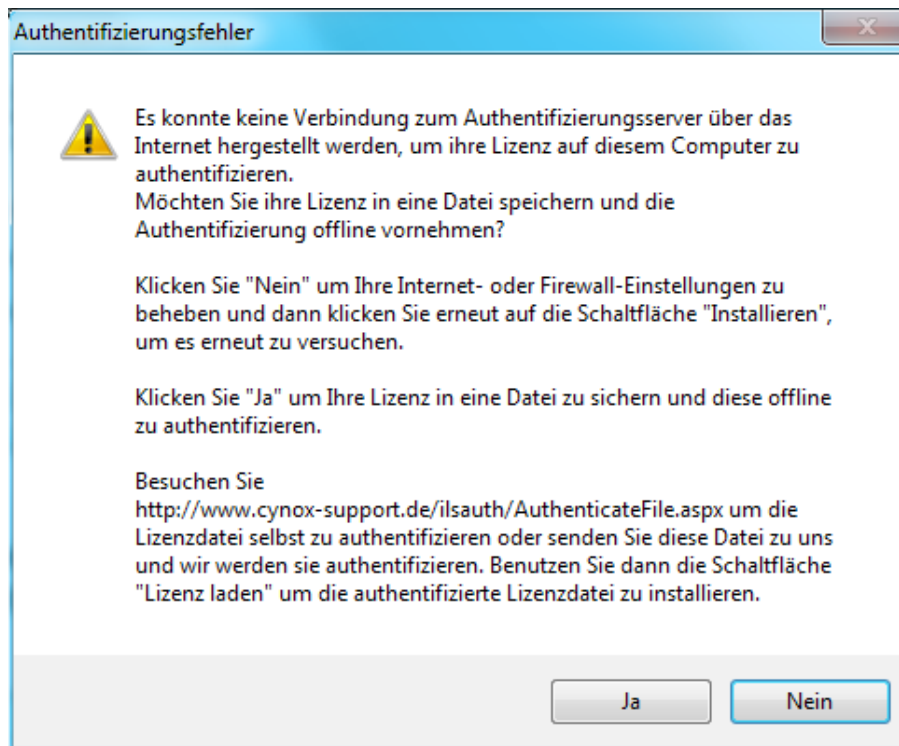 Authentifizierungsfehler
Es konnte keine Verbindung zum Authentifizierungsserver über das
Internet hergestellt werden, um ihre Lizenz auf diesem Computer zu
authentifizieren.
Möchten Sie ihre Lizenz in eine Datei speichern und die
Authentifizierung offline vornehmen?
Klicken Sie "Nein" um Ihre Internet- oder Firewall-Einstellungen zu
beheben und dann klicken Sie erneut auf die Schaltfläche "Installieren",
um es erneut zu versuchen.
Klicken Sie "Ja" um Ihre Lizenz in eine Datei zu sichern und diese offline
zu authentifizieren.
Besuchen Sie
http://www.cynox-support.de/ilsauth/AuthenticateFile.aspx um die
Lizenzdatei selbst zu authentifizieren oder senden Sie diese Datei zu uns
und wir werden sie authentifizieren. Benutzen Sie dann die Schaltfläche
"Lizenz laden" um die authentifizierte Lizenzdatei zu installieren.
Ja
Nein